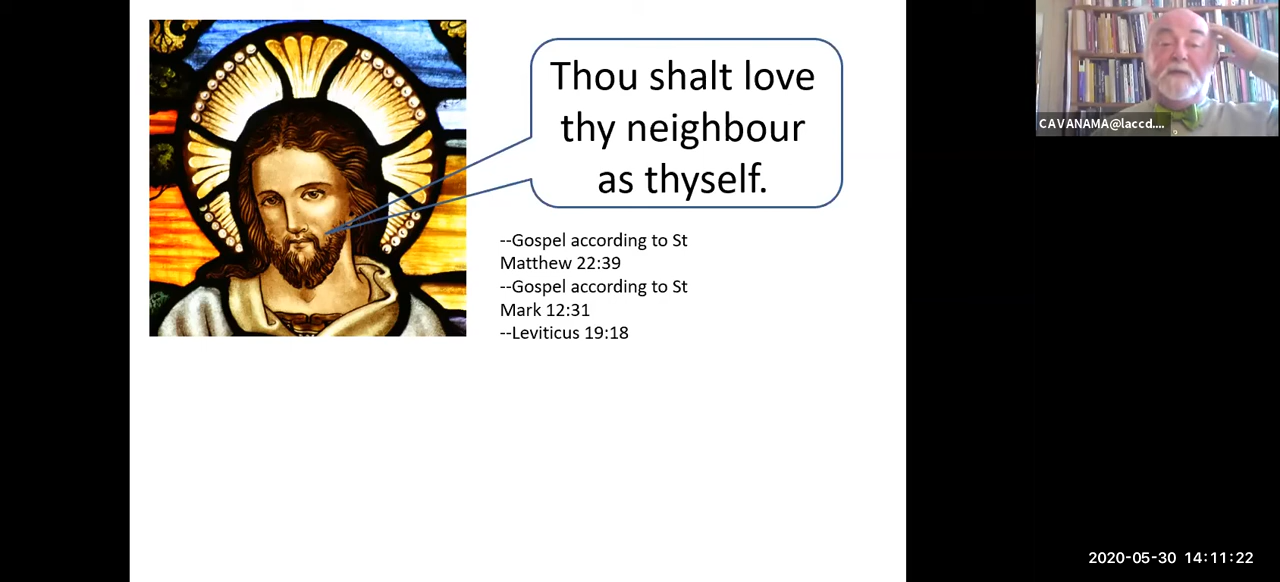 Thou shalt love
thy neighbour
as thyself.
--Gospel according to St
Matthew 22:39
--Gospel according to St
Mark 12:31
--Leviticus 19:18
CAVANAMA@laccd....
2020-05-30 14:11:22